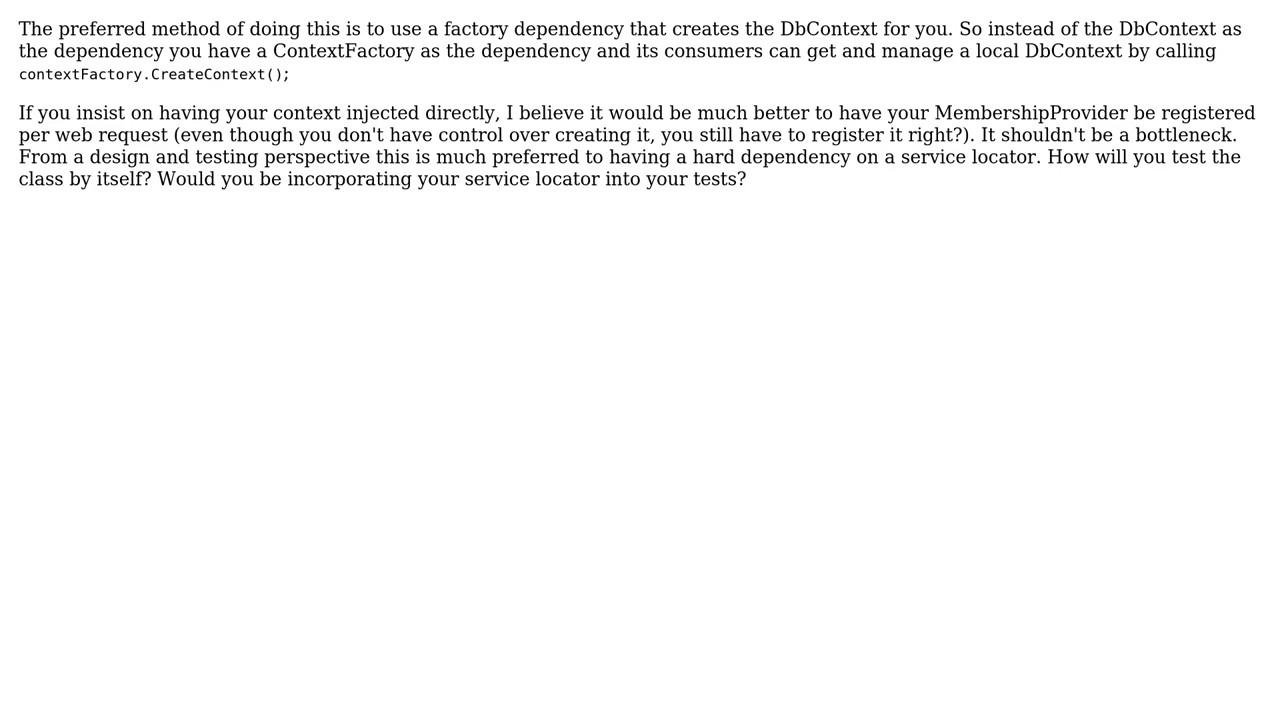 The preferred method of doing this is to use a factory dependency that creates the DbContext for you. So instead of the DbContext as
the dependency you have a ContextFactory as the dependency and its consumers can get and manage a local DbContext by calling
contextFactory.CreateContext();
If you insist on having your context injected directly, I believe it would be much better to have your MembershipProvider be registered
per web request (even though you don't have control over creating it, you still have to register it right?). It shouldn't be a bottleneck.
From a design and testing perspective this is much preferred to having a hard dependency on a service locator. How will you test the
class by itself? Would you be incorporating your service locator into your tests?